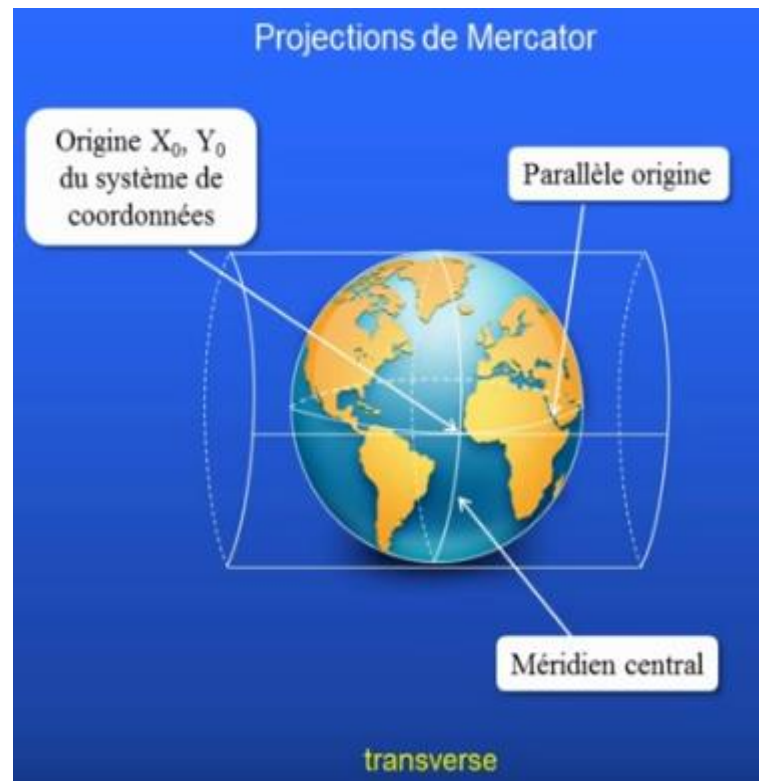 Projections de Mercator
Origine X₀, Y₀
du système de
coordonnées
Parallèle origine
Méridien central
transverse